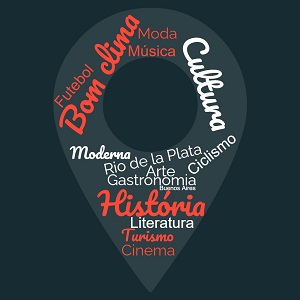 Moda
Música
Bom clima
Cultura
Futebol
Moderna
Rio de la Plata
Ciclismo
Arte
Gastronomia
Buenos Aires
História
Literatura
Turismo
Cinema